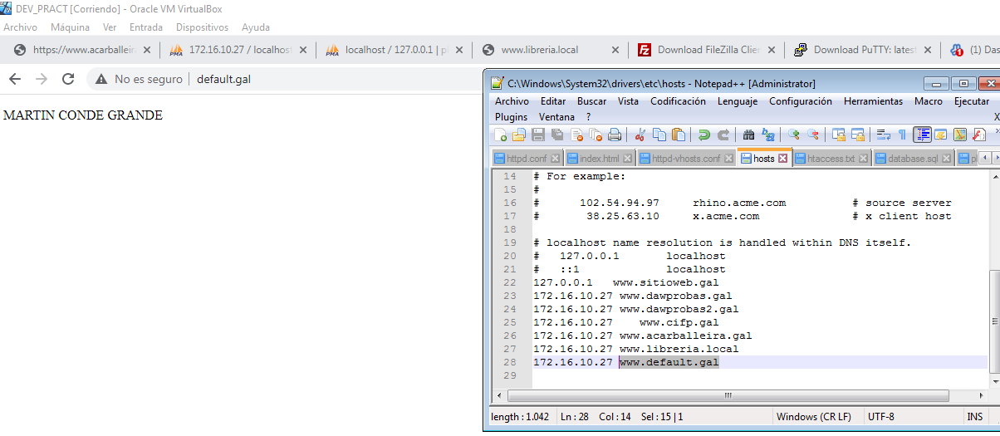 DEV_PRACT [Corriendo] - Oracle VM VirtualBox
Archivo Máquina Ver Entrada Dispositivos Ayuda
https://www.acarballeir
172.16.10.27 / localhost
localhost / 127.0.0.1 | p
www.libreria.local
Download FileZilla Clien
Download PuTTY: latest
(1) Das
No es seguro | default.gal
MARTIN CONDE GRANDE
C:\Windows\System32\drivers\etc\hosts - Notepad++ [Administrator]
Archivo Editar Buscar Vista Codificación Lenguaje Configuración Herramientas Macro Ejecutar
Plugins Ventana ? X
httpd.conf index.html httpd-vhosts.conf hosts htaccess.txt database.sql
14 # For example:
15 #
16 # 102.54.94.97 rhino.acme.com # source server
17 # 38.25.63.10 x.acme.com # x client host
18
19 # localhost name resolution is handled within DNS itself.
20 # 127.0.0.1 localhost
21 # ::1 localhost
22 127.0.0.1 www.sitioweb.gal
23 172.16.10.27 www.dawprobas.gal
24 172.16.10.27 www.dawprobas2.gal
25 172.16.10.27 www.cifp.gal
26 172.16.10.27 www.acarballeira.gal
27 172.16.10.27 www.libreria.local
28 172.16.10.27 www.default.gal
29
length : 1.042 Ln : 28 Col : 14 Sel : 15 | 1 Windows (CR LF) UTF-8 INS